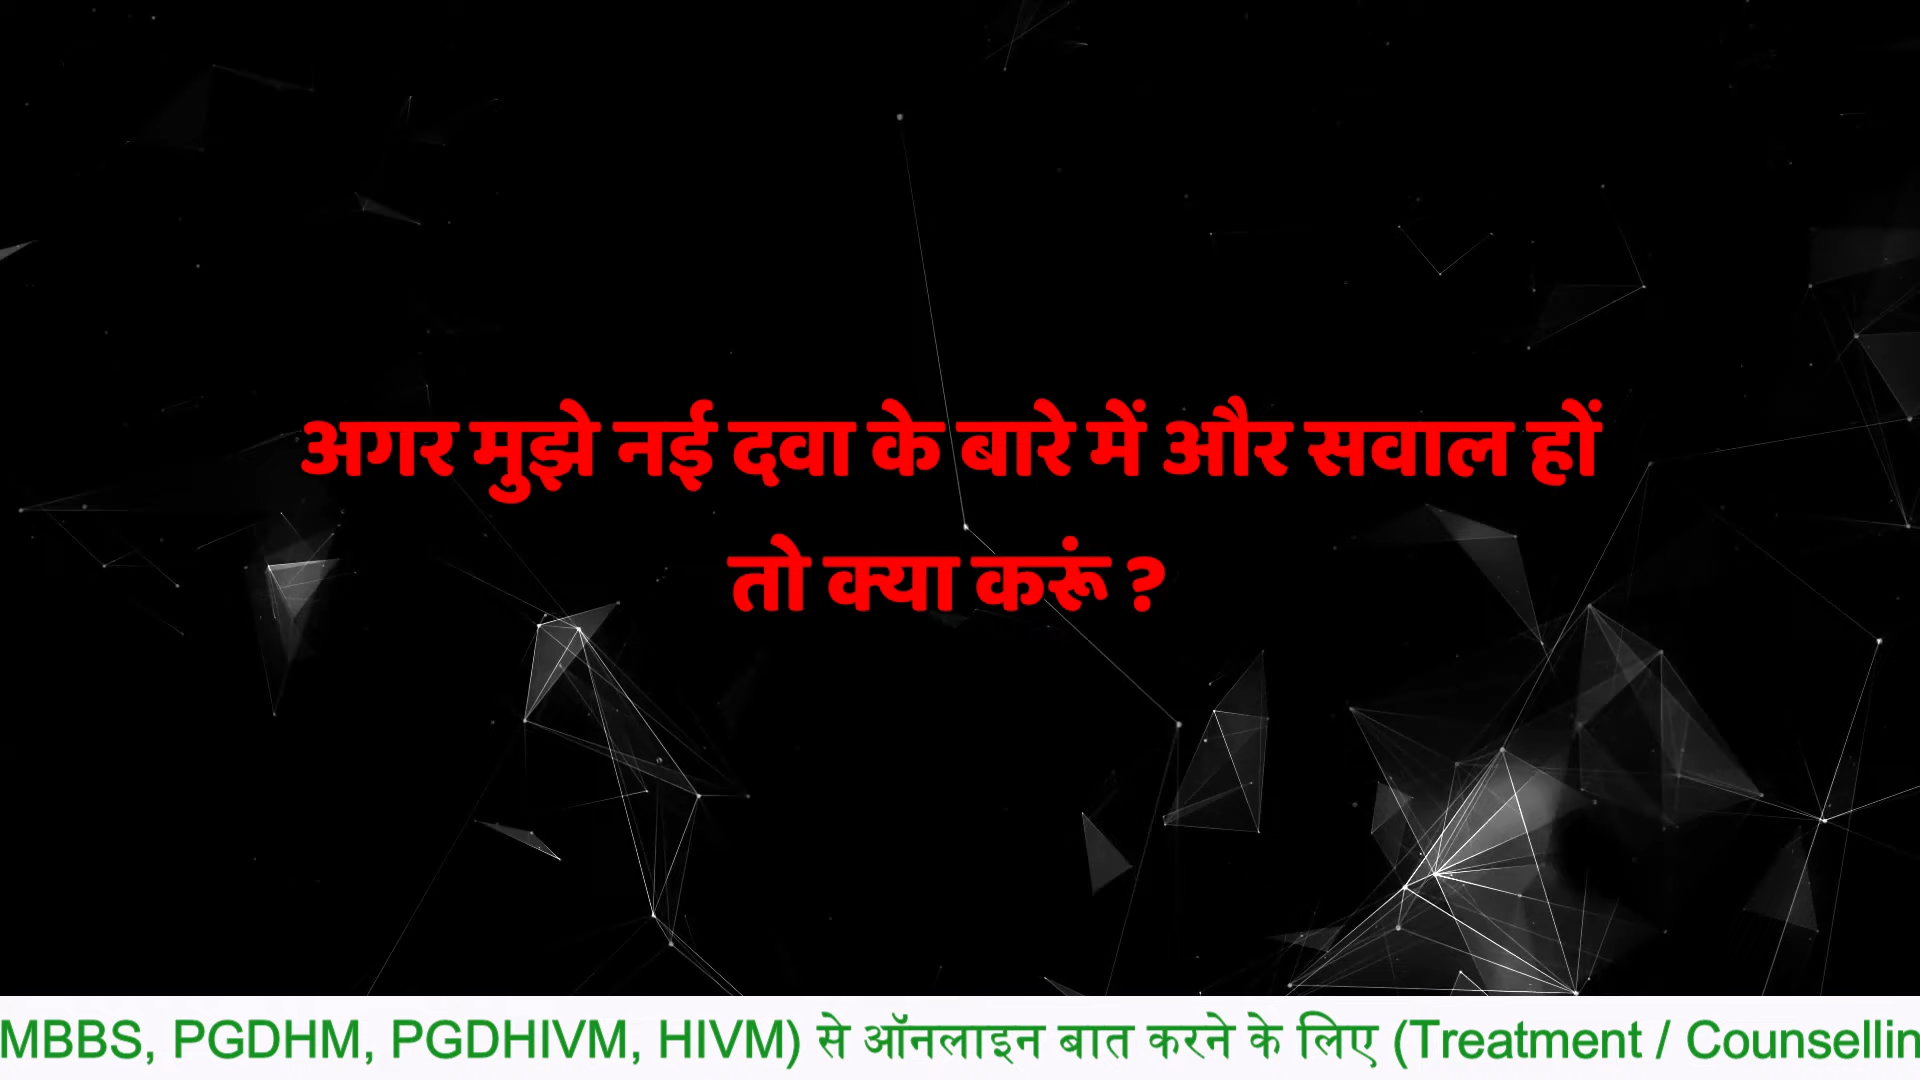 अगर मुझे नई दवा के बारे में और सवाल हों
तो क्या करूं ?
MBBS, PGDHM, PGDHIVM, HIVM) से ऑनलाइन बात करने के लिए (Treatment / Counsellin